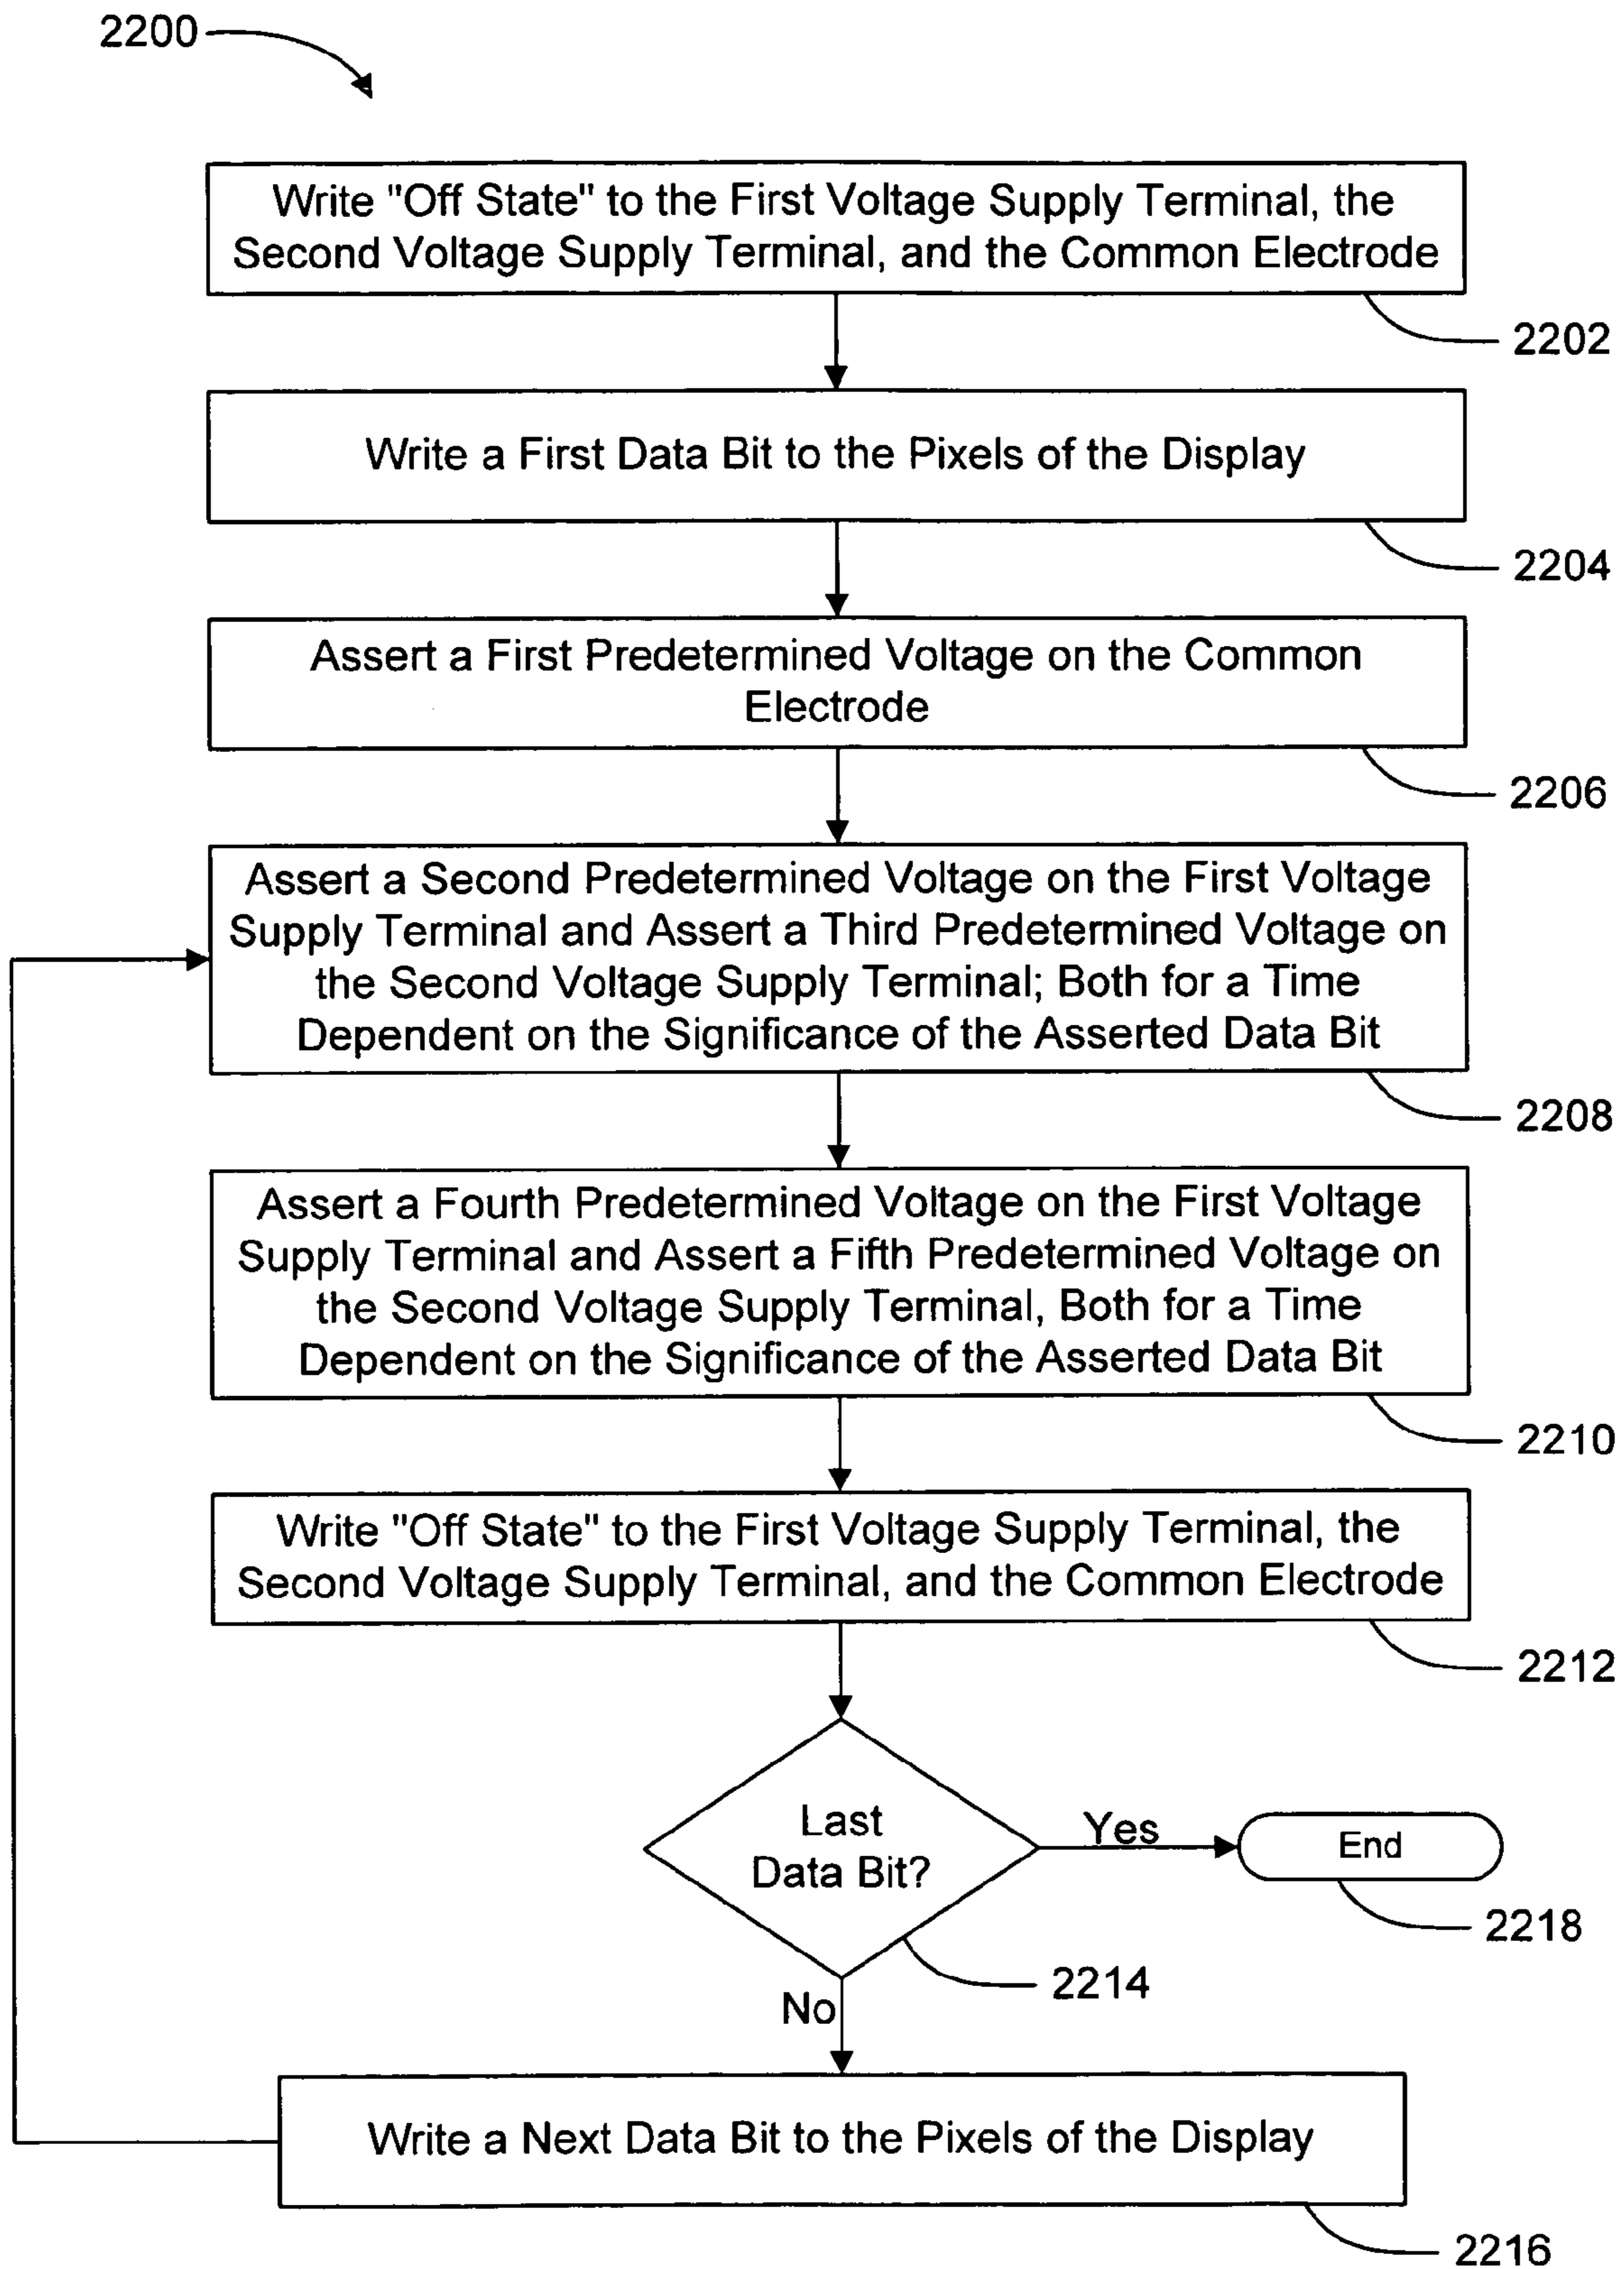 2200
Write "Off State" to the First Voltage Supply Terminal, the
Second Voltage Supply Terminal, and the Common Electrode
2202
Write a First Data Bit to the Pixels of the Display
2204
Assert a First Predetermined Voltage on the Common
Electrode
2206
Assert a Second Predetermined Voltage on the First Voltage
Supply Terminal and Assert a Third Predetermined Voltage on
the Second Voltage Supply Terminal; Both for a Time
Dependent on the Significance of the Asserted Data Bit
2208
Assert a Fourth Predetermined Voltage on the First Voltage
Supply Terminal and Assert a Fifth Predetermined Voltage on
the Second Voltage Supply Terminal, Both for a Time
Dependent on the Significance of the Asserted Data Bit
2210
Write "Off State" to the First Voltage Supply Terminal, the
Second Voltage Supply Terminal, and the Common Electrode
2212
Last
Data Bit?
Yes
End
2218
2214
No
Write a Next Data Bit to the Pixels of the Display
2216